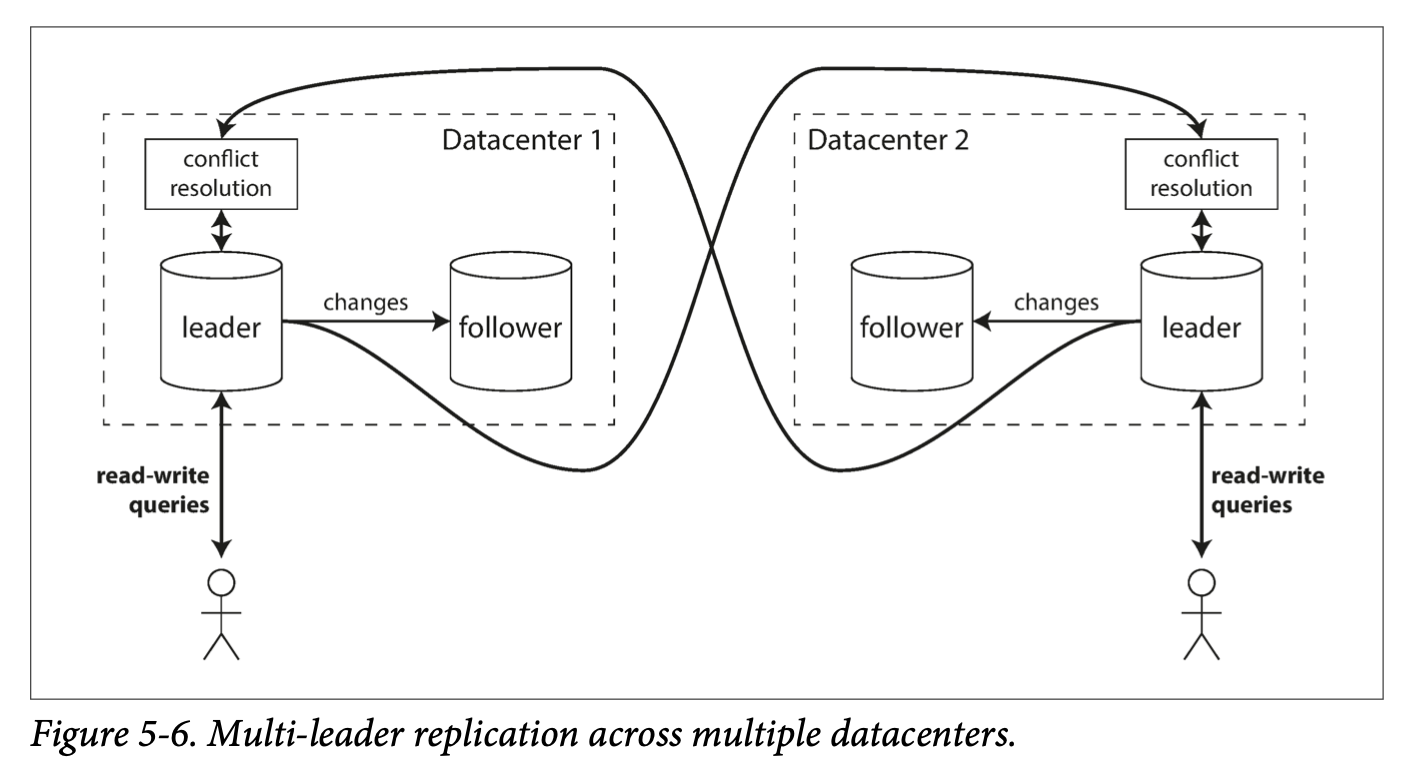 Datacenter 1
conflict
resolution
leader
changes
follower
read-write
queries
Datacenter 2
conflict
resolution
follower
changes
leader
read-write
queries
Figure 5-6. Multi-leader replication across multiple datacenters.